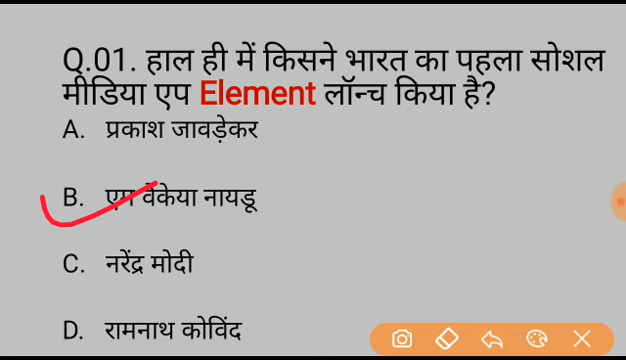 Q.01. हाल ही में किसने भारत का पहला सोशल
मीडिया एप Element लॉन्च किया है?
A. प्रकाश जावड़ेकर
B. एम वेंकेया नायडू
C. नरेंद्र मोदी
D. रामनाथ कोविंद